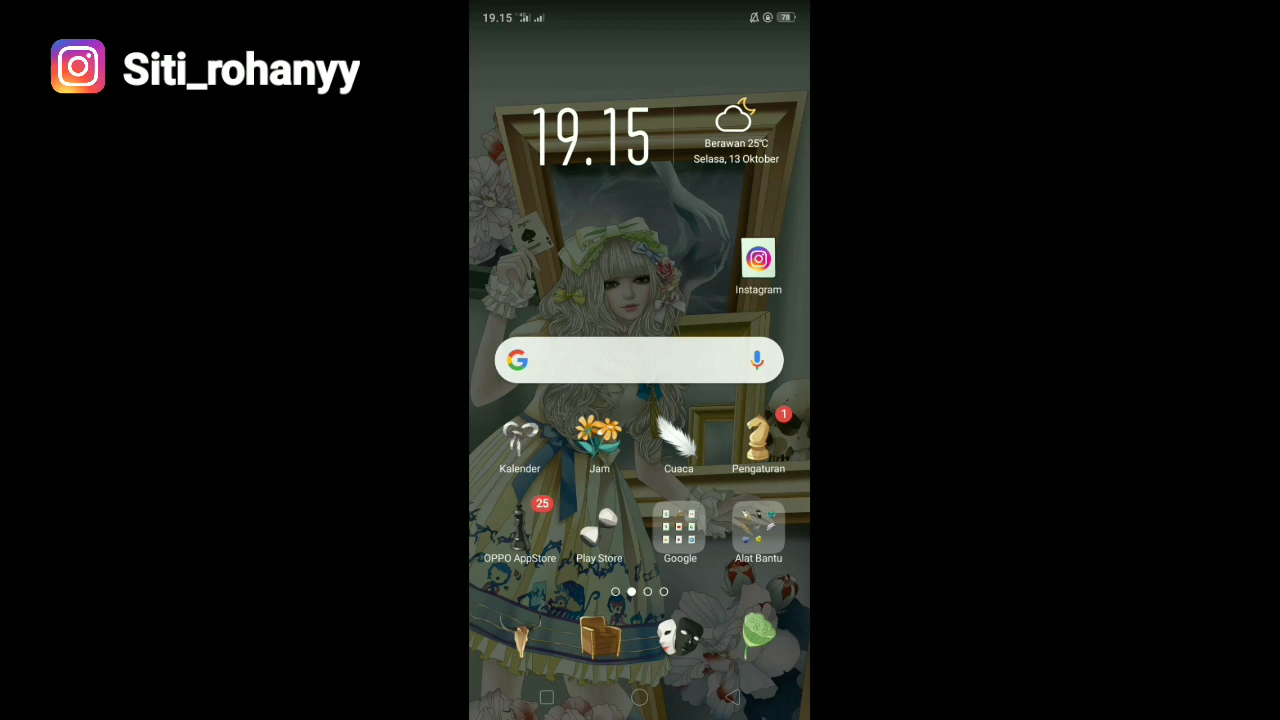 Siti_rohanyy
19.15
78
19.15
Berawan 25°C
Selasa, 13 Oktober
Instagram
Kalender
Jam
Cuaca
1
Pengaturan
25
OPPO AppStore
Play Store
Google
Alat Bantu